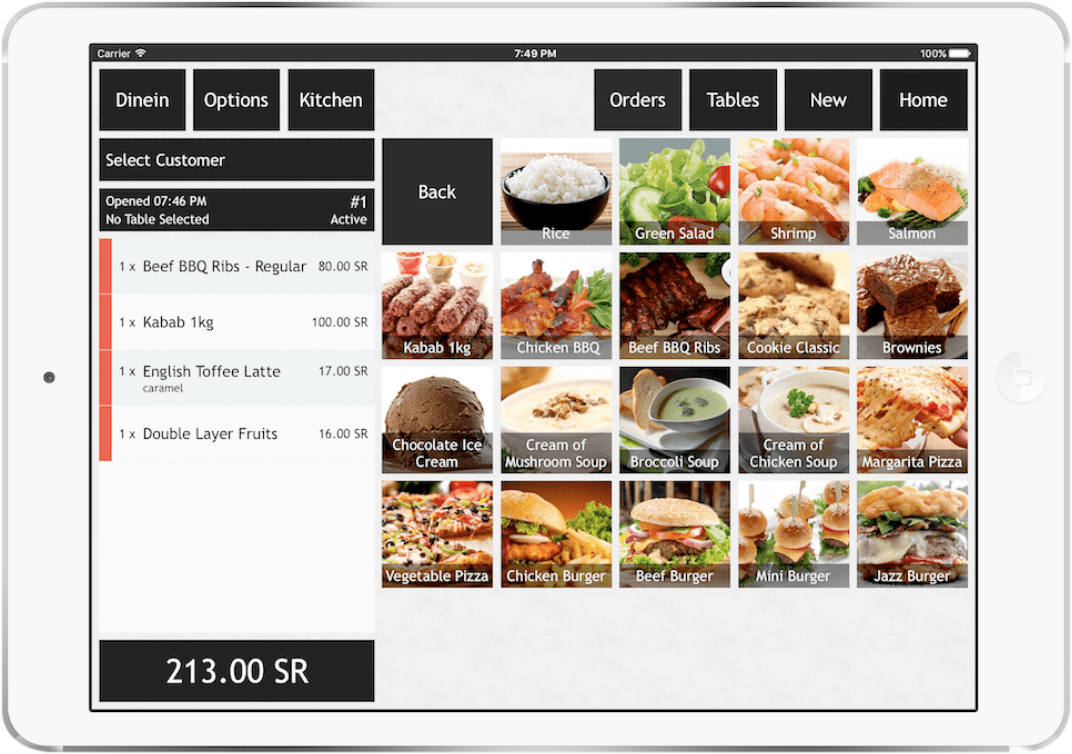 Carrier
7:49 PM
100%
Dinein
Options
Kitchen
Orders
Tables
New
Home
Select Customer
Opened 07:46 PM
#1
No Table Selected
Active
1 x Beef BBQ Ribs - Regular 80.00 SR
1 x Kabab 1kg 100.00 SR
1 x English Toffee Latte 17.00 SR
caramel
1 x Double Layer Fruits 16.00 SR
213.00 SR
Back
Rice
Green Salad
Shrimp
Salmon
Kabab 1kg
Chicken BBQ
Beef BBQ Ribs
Cookie Classic
Brownies
Chocolate Ice
Cream
Cream of
Mushroom Soup
Broccoli Soup
Cream of
Chicken Soup
Margarita Pizza
Vegetable Pizza
Chicken Burger
Beef Burger
Mini Burger
Jazz Burger